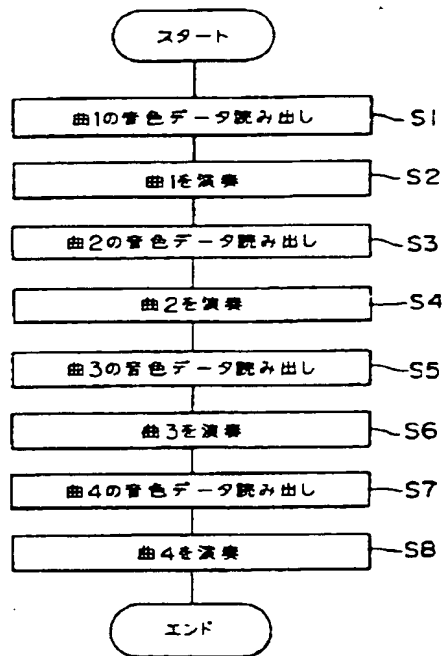 スタート
曲1の音色データ読み出し S1
曲1を演奏 S2
曲2の音色データ読み出し S3
曲2を演奏 S4
曲3の音色データ読み出し S5
曲3を演奏 S6
曲4の音色データ読み出し S7
曲4を演奏 S8
エンド